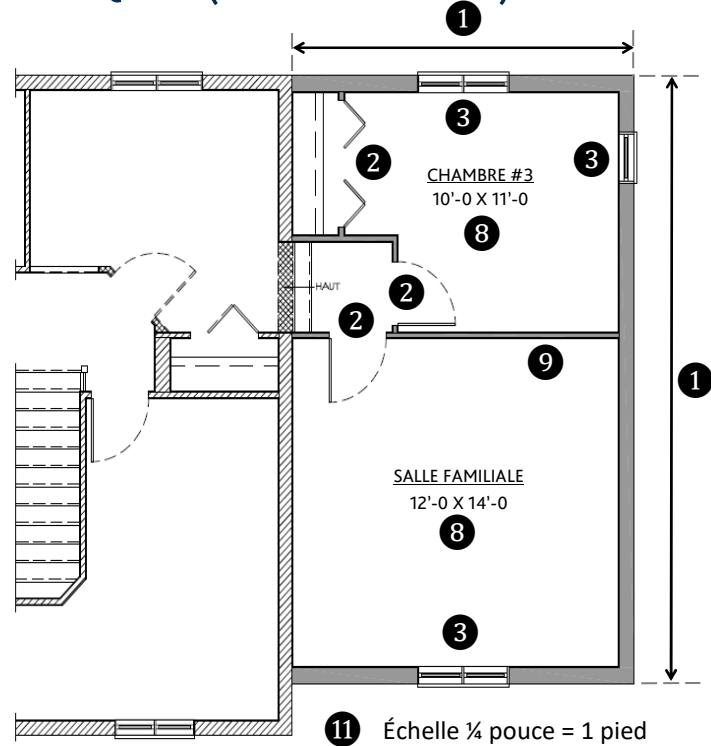 1
3
2
3
CHAMBRE #3
10'-0 X 11'-0
8
HAUT
2
2
9
1
SALLE FAMILIALE
12'-0 X 14'-0
8
3
11 Échelle ¼ pouce = 1 pied